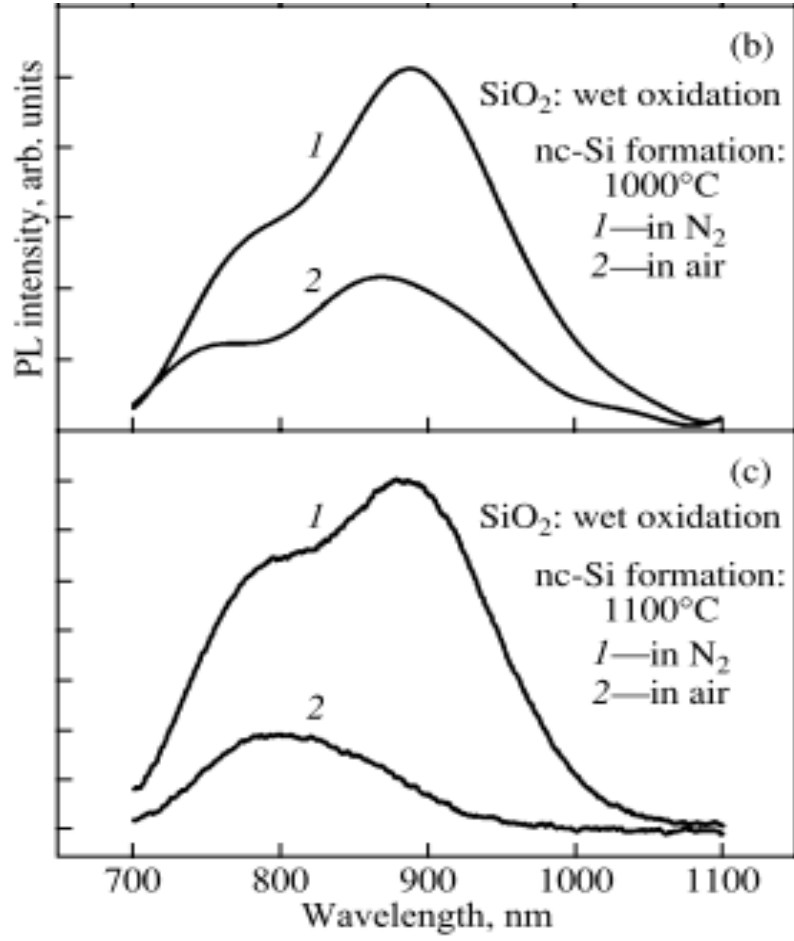 (b)
SiO₂: wet oxidation
nc-Si formation:
1000°C
1—in N₂
2—in air
1
2
PL intensity, arb. units
(c)
SiO₂: wet oxidation
nc-Si formation:
1100°C
1—in N₂
2—in air
1
2
700 800 900 1000 1100
Wavelength, nm